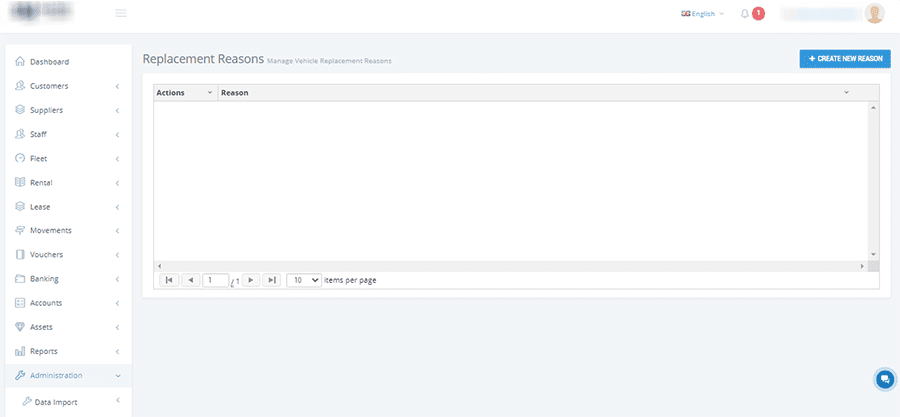 English
1
Dashboard
Customers
Suppliers
Staff
Fleet
Rental
Lease
Movements
Vouchers
Banking
Accounts
Assets
Reports
Administration
Data Import
Replacement Reasons Manage Vehicle Replacement Reasons
+ CREATE NEW REASON
Actions Reason
1 / 1 10 items per page